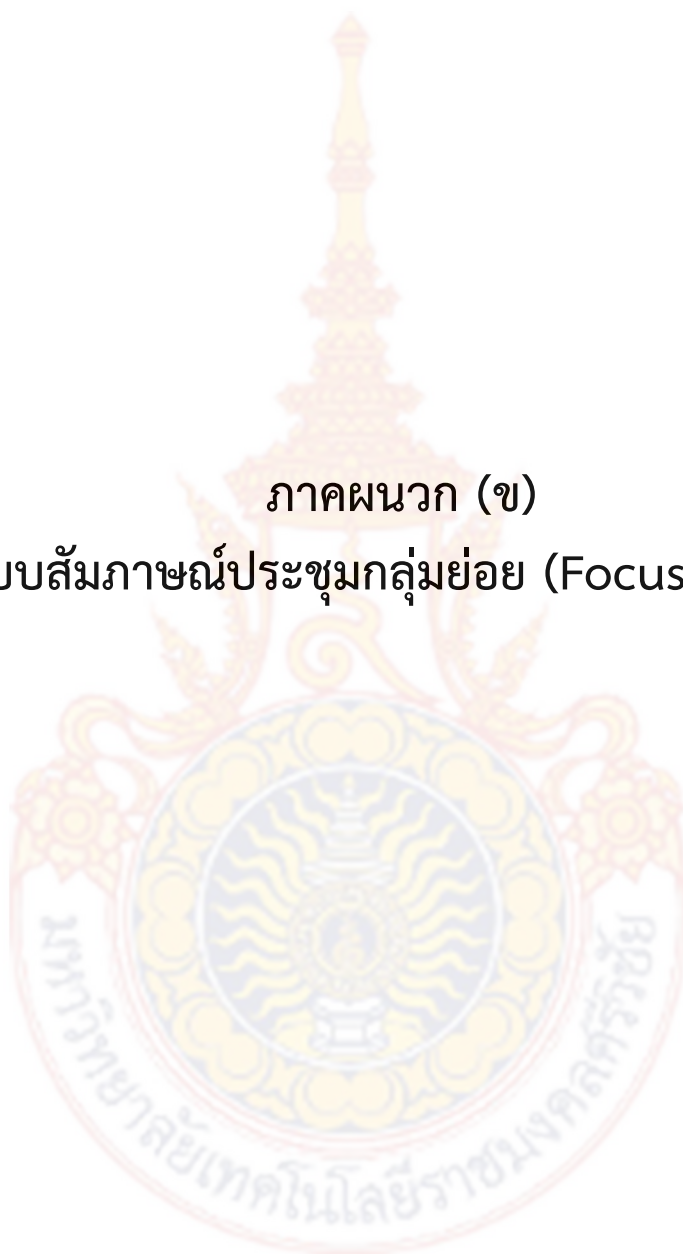 ภาคผนวก (ข)
บบสัมภาษณ์ประชุมกลุ่มย่อย (Focus
มหาวิทยาลัยเทคโนโลยีราชมงคลศรีวิชัย